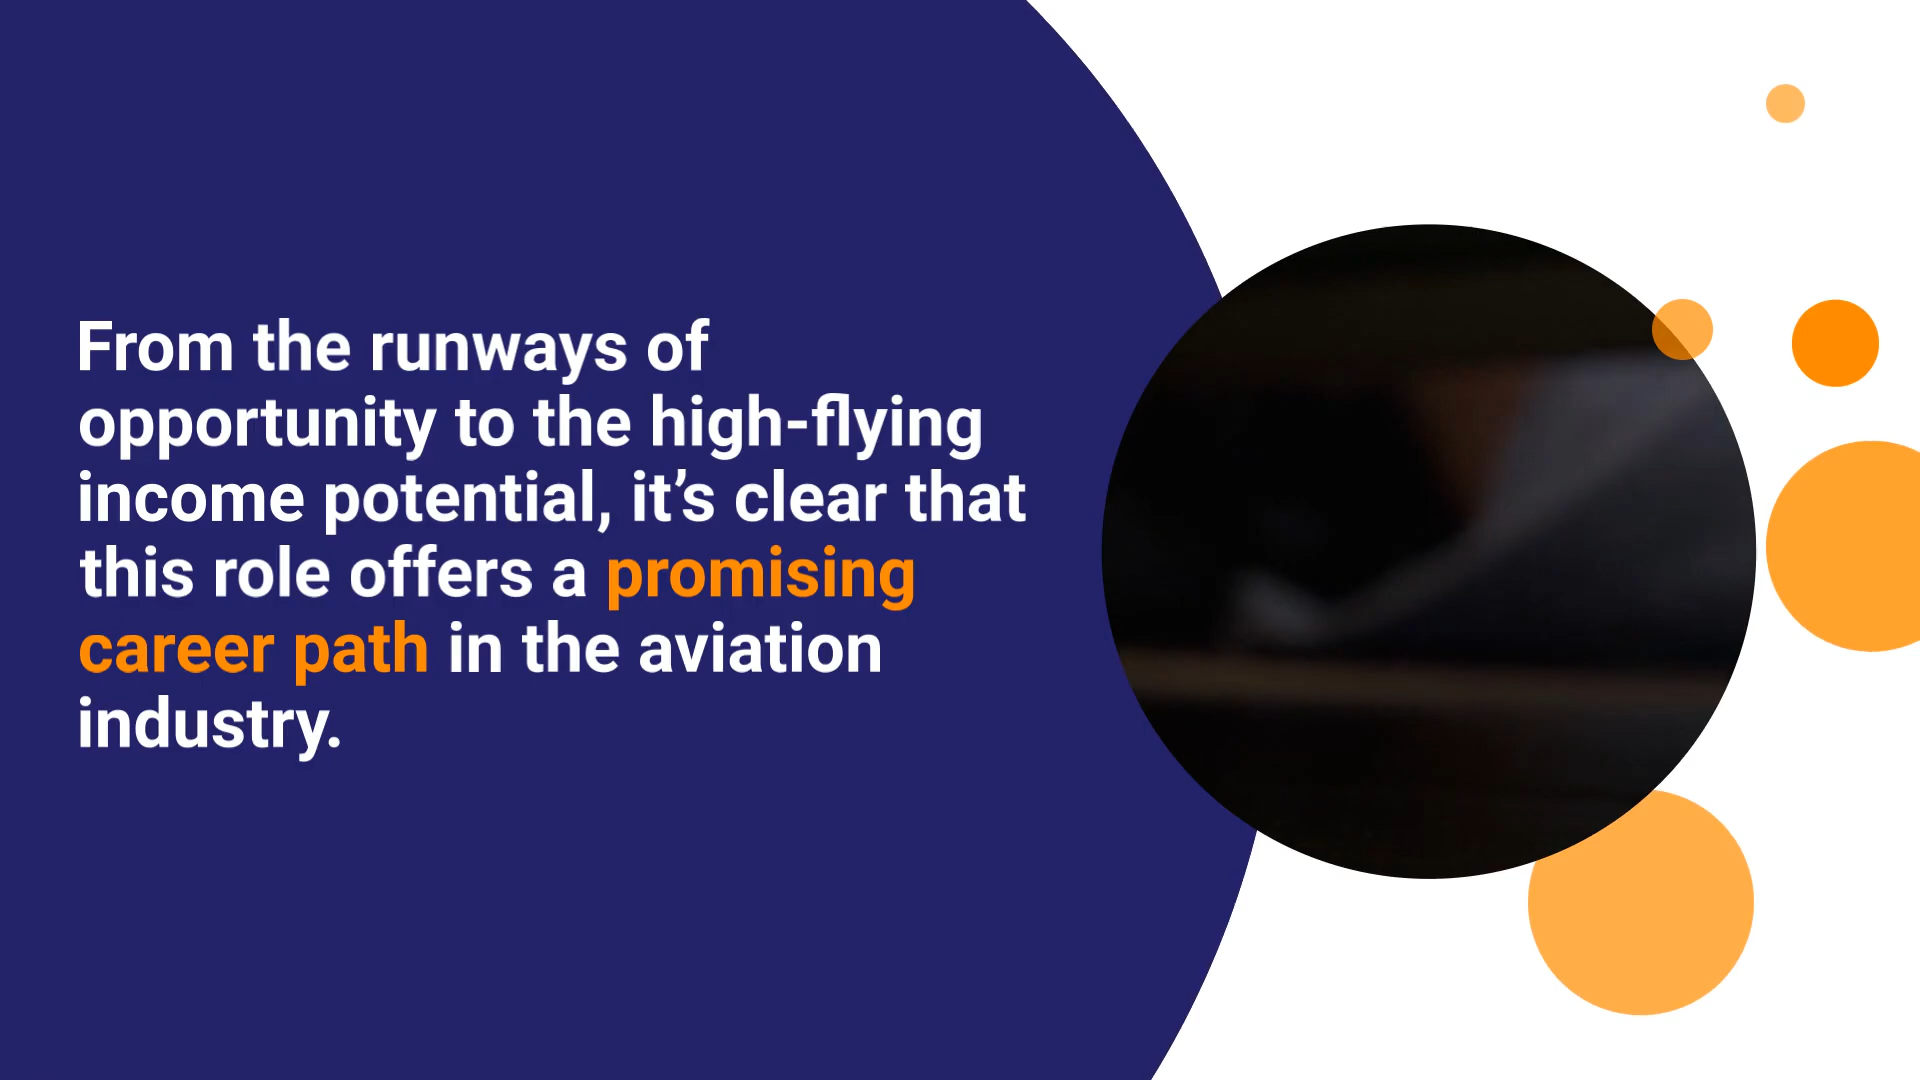 From the runways of
opportunity to the high-flying
income potential, it’s clear that
this role offers a promising
career path in the aviation
industry.